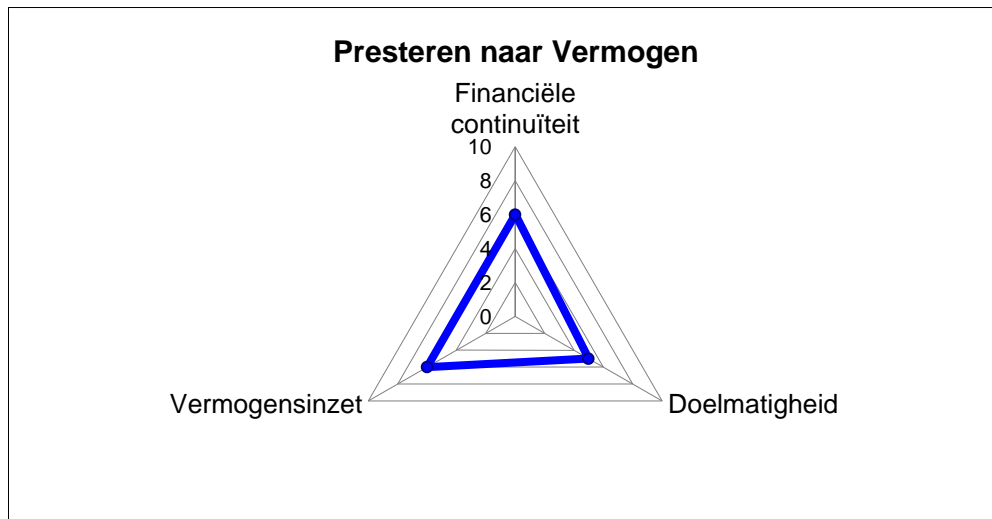 Presteren naar Vermogen
Financiële
continuïteit
10
8
6
4
2
0
Vermogensinzet
Doelmatigheid